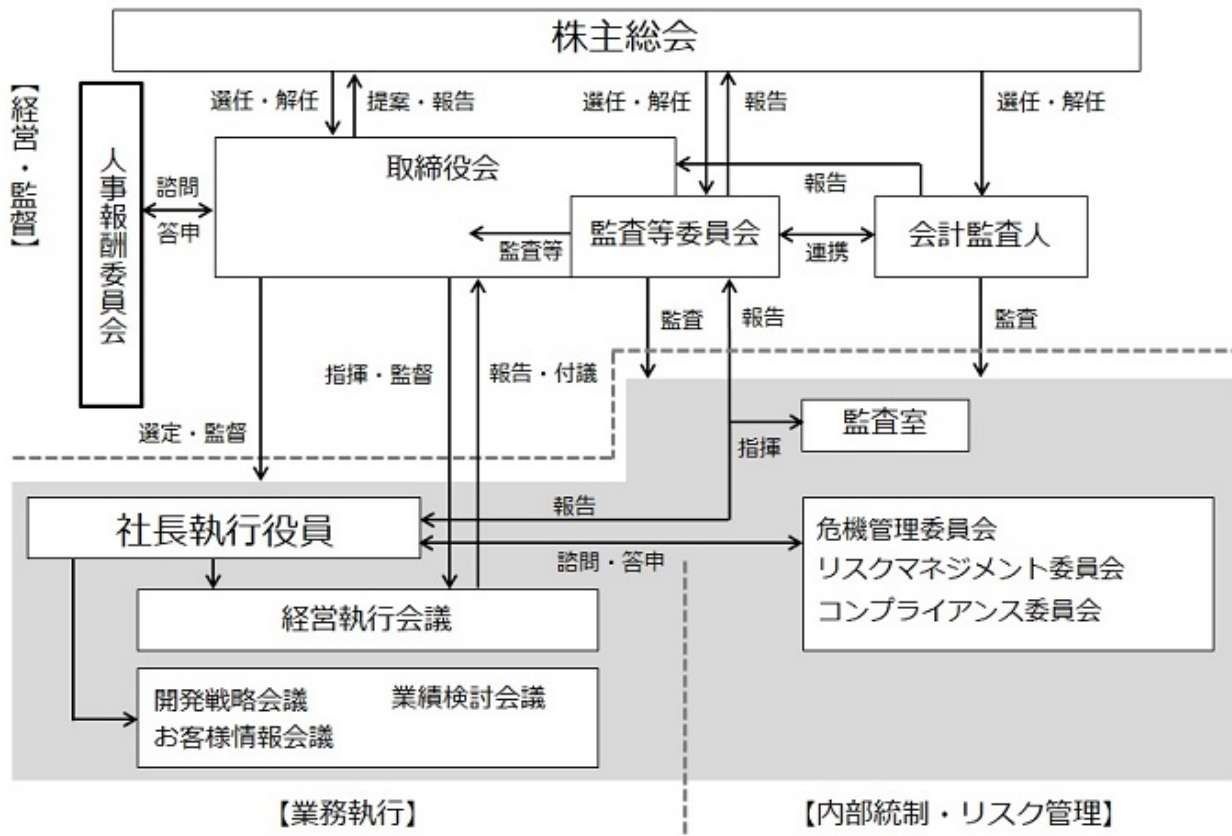 株主総会
【経営・監督】
選任・解任
提案・報告
選任・解任
報告
選任・解任
人事報酬委員会
諮問
答申
取締役会
報告
監査等
監査等委員会
連携
会計監査人
監査
報告
監査
指揮・監督
報告・付議
選定・監督
監査室
指揮
社長執行役員
報告
諮問・答申
危機管理委員会
リスクマネジメント委員会
コンプライアンス委員会
経営執行会議
開発戦略会議 業績検討会議
お客様情報会議
【業務執行】
【内部統制・リスク管理】